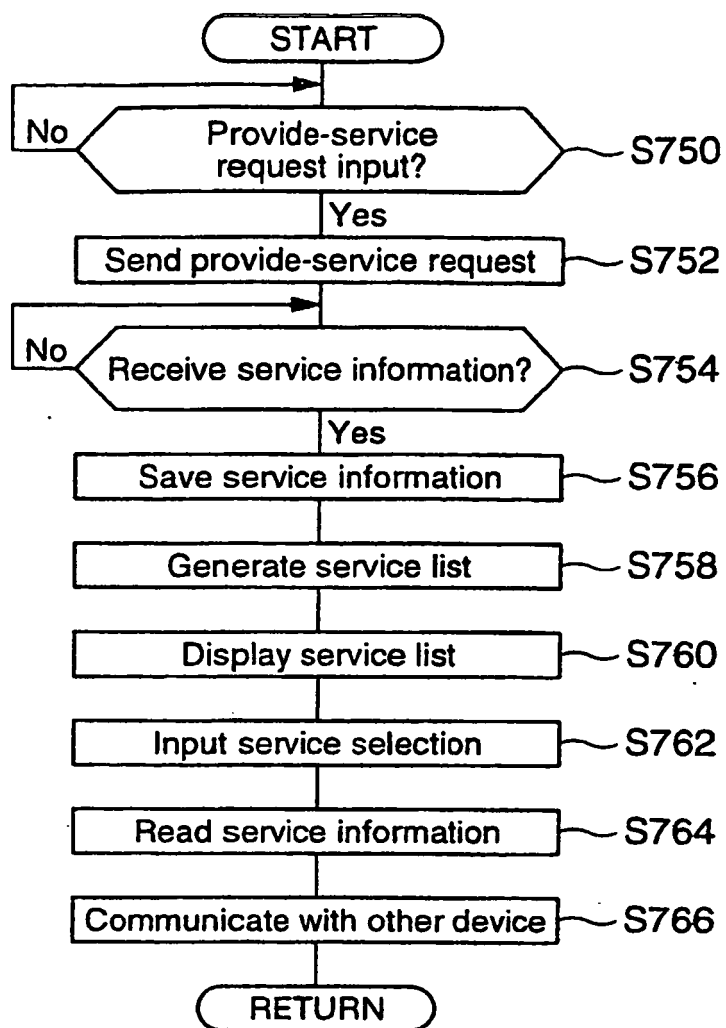 START
No
Provide-service
request input?
S750
Yes
Send provide-service request
S752
No
Receive service information?
S754
Yes
Save service information
S756
Generate service list
S758
Display service list
S760
Input service selection
S762
Read service information
S764
Communicate with other device
S766
RETURN